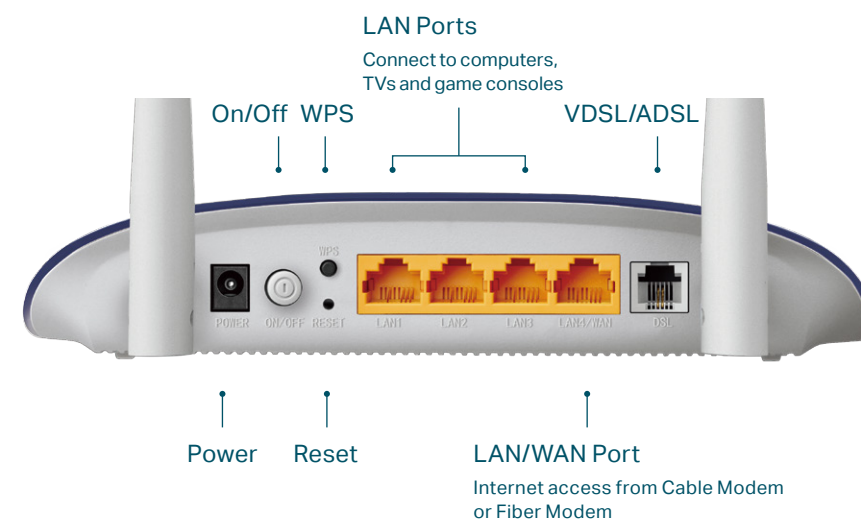 LAN Ports
Connect to computers,
TVs and game consoles
On/Off WPS VDSL/ADSL
WPS
POWER ON/OFF RESET LAN1 LAN2 LAN3 LAN4/WAN DSL
Power Reset LAN/WAN Port
Internet access from Cable Modem
or Fiber Modem